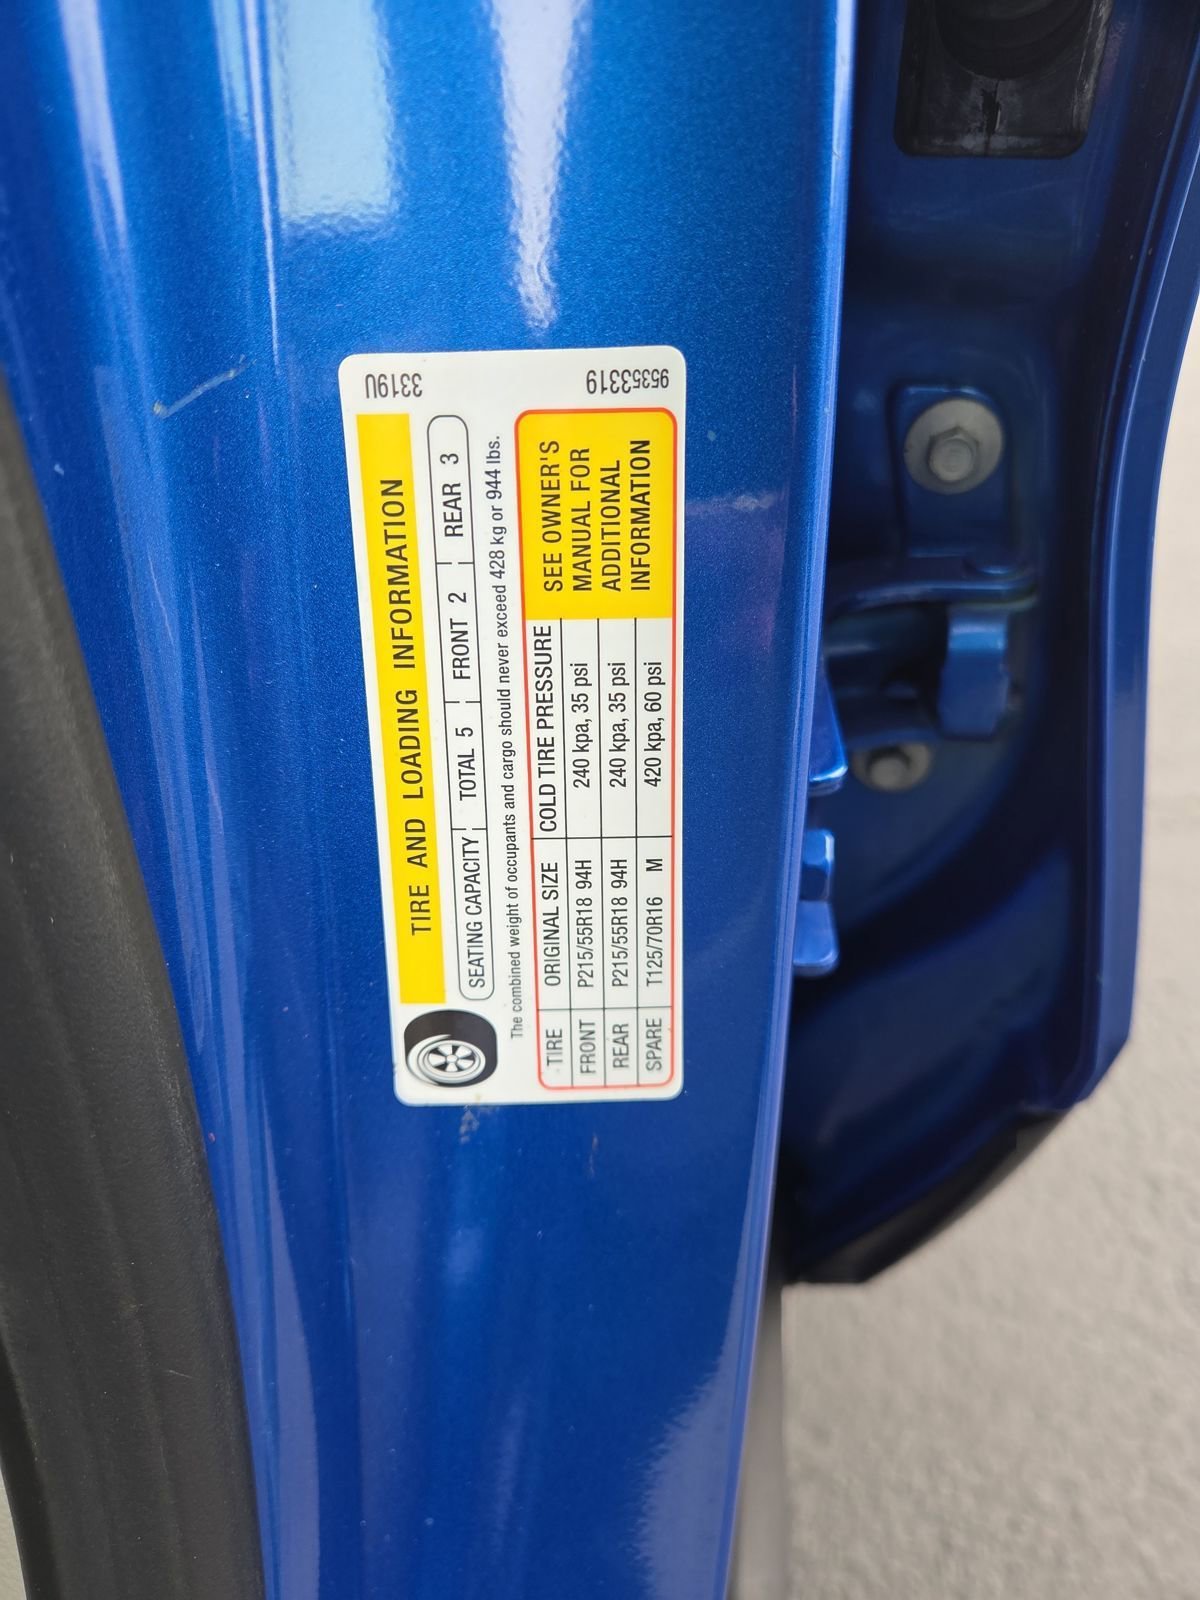 TIRE AND LOADING INFORMATION
SEATING CAPACITY TOTAL 5 FRONT 2 REAR 3
The combined weight of occupants and cargo should never exceed 428 kg or 944 lbs.
TIRE ORIGINAL SIZE COLD TIRE PRESSURE
FRONT P215/55R18 94H 240 kpa, 35 psi
REAR P215/55R18 94H 240 kpa, 35 psi
SPARE T125/70R16 M 420 kpa, 60 psi
SEE OWNER'S
MANUAL FOR
ADDITIONAL
INFORMATION
3319U
95353319